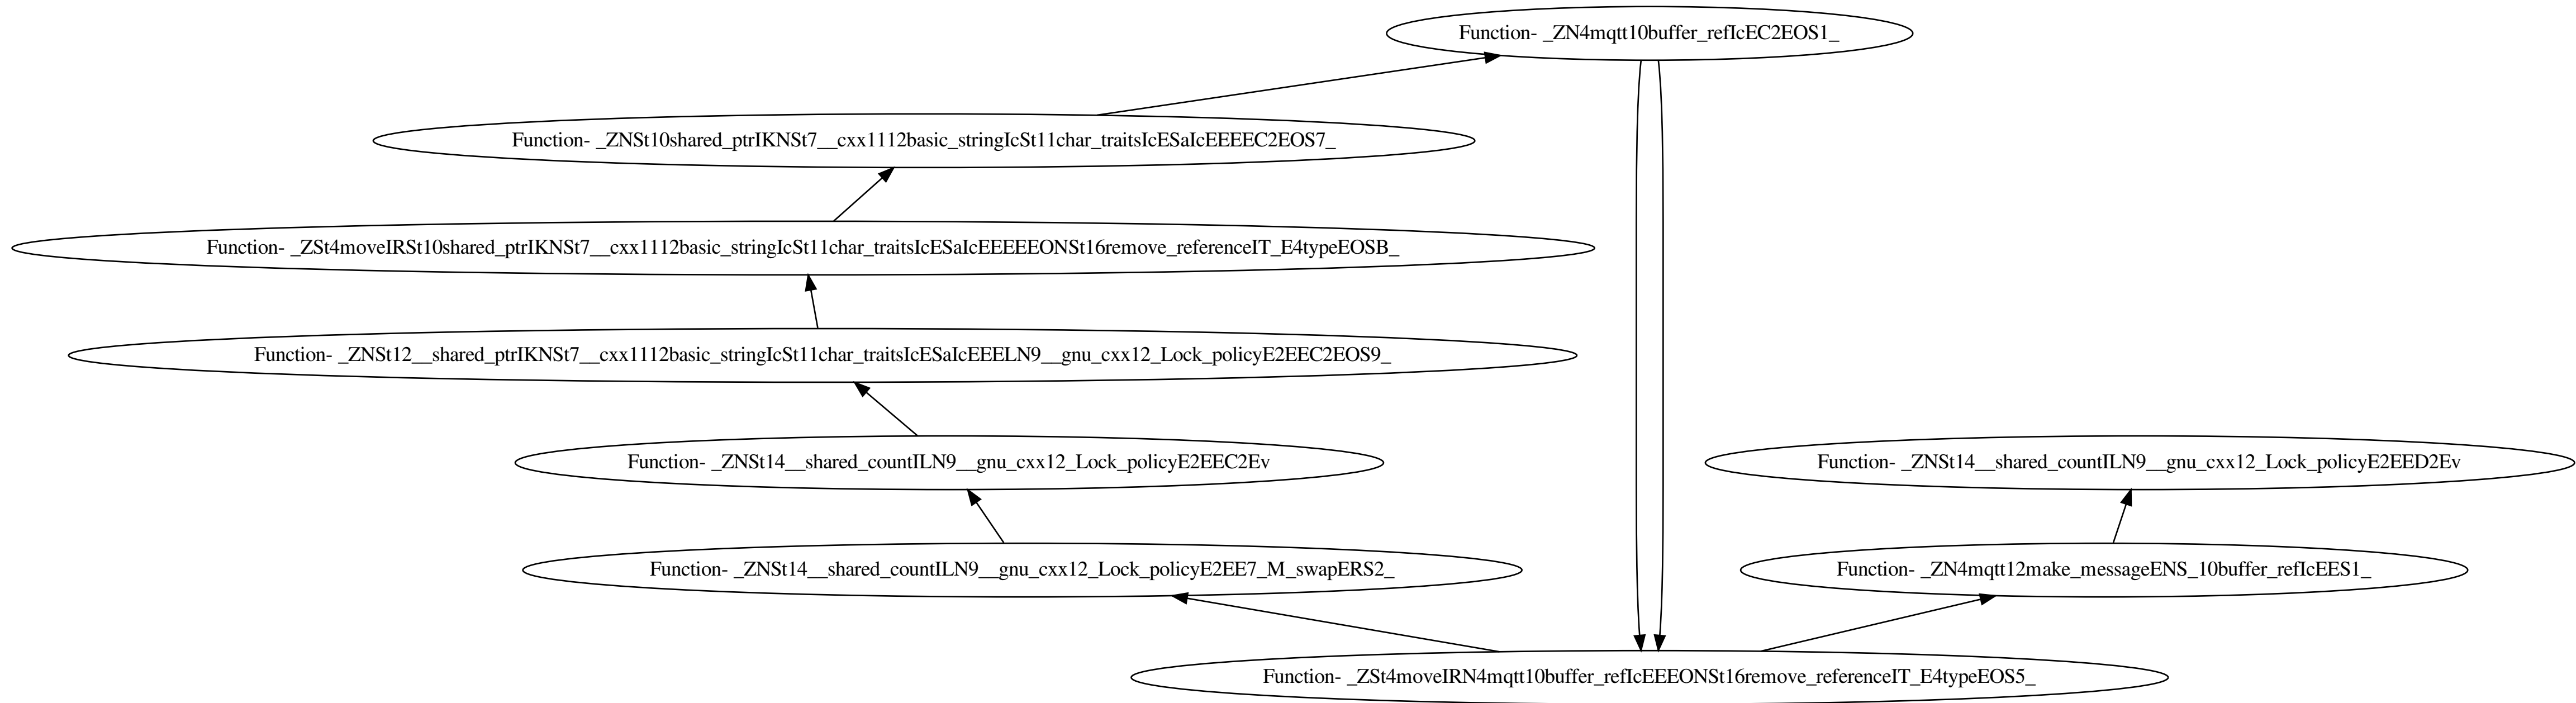 Function- _ZN4mqtt10buffer_refIcEC2EOS1_
Function- _ZNSt10shared_ptrIKNSt7__cxx1112basic_stringIcSt11char_traitsIcESaIcEEEEC2EOS7_
Function- _ZSt4moveIRSt10shared_ptrIKNSt7__cxx1112basic_stringIcSt11char_traitsIcESaIcEEEEEONSt16remove_referenceIT_E4typeEOSB_
Function- _ZNSt12__shared_ptrIKNSt7__cxx1112basic_stringIcSt11char_traitsIcESaIcEEELN9__gnu_cxx12_Lock_policyE2EEC2EOS9_
Function- _ZNSt14__shared_countILN9__gnu_cxx12_Lock_policyE2EEC2Ev
Function- _ZNSt14__shared_countILN9__gnu_cxx12_Lock_policyE2EED2Ev
Function- _ZNSt14__shared_countILN9__gnu_cxx12_Lock_policyE2EE7_M_swapERS2_
Function- _ZN4mqtt12make_messageENS_10buffer_refIcEES1_
Function- _ZSt4moveIRN4mqtt10buffer_refIcEEEONSt16remove_referenceIT_E4typeEOS5_